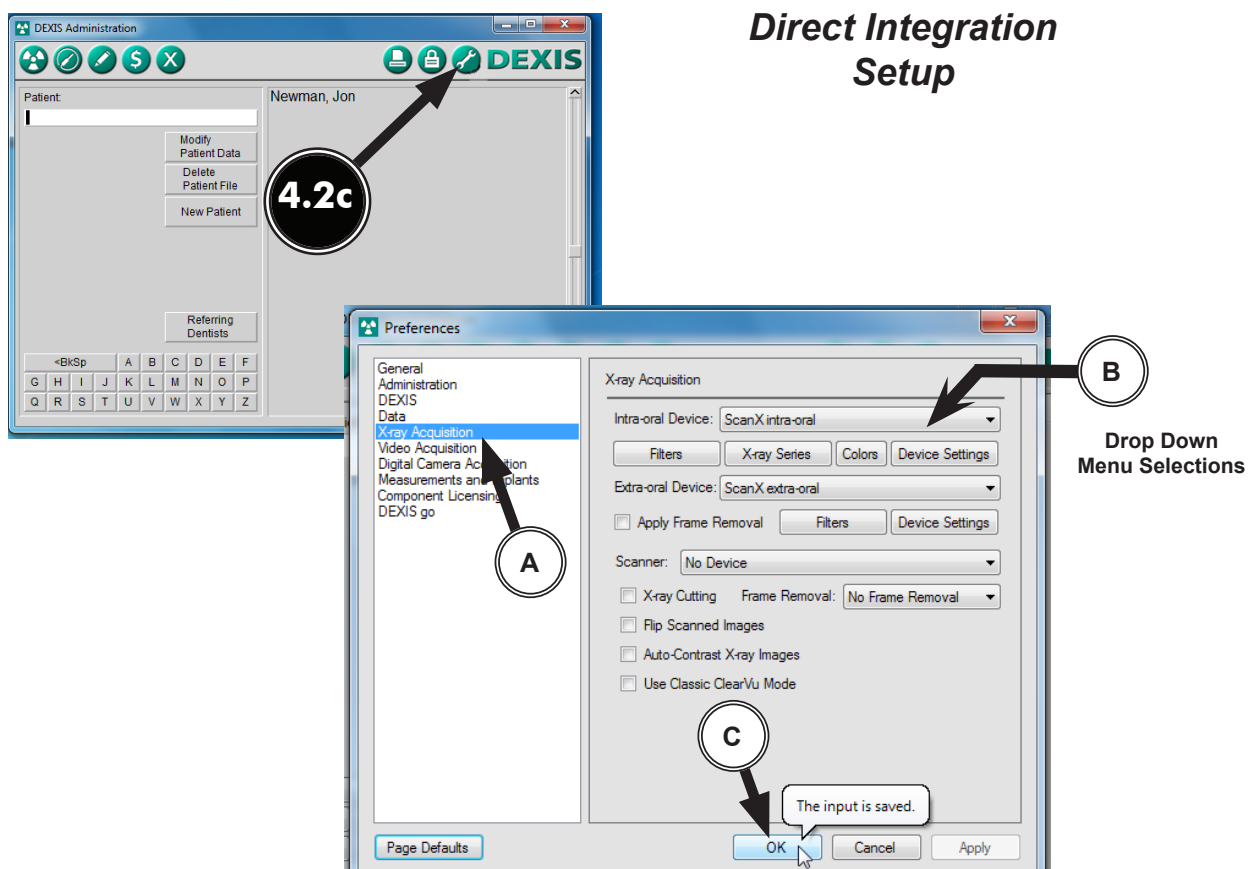 Direct Integration
Setup
DEXIS Administration
$ X DEXIS
Patient:
Newman, Jon
Modify
Patient Data
Delete
Patient File
New Patient
4.2c
Referring
Dentists
<BkSp A B C D E F
G H I J K L M N O P
Q R S T U V W X Y Z
Preferences
X
General
Administration
DEXIS
Data
X-ray Acquisition
Video Acquisition
Digital Camera
Measurements and
Component Licensing
DEXIS go
A
X-ray Acquisition
Intra-oral Device: ScanX intra-oral
Filters X-ray Series Colors Device Settings
Extra-oral Device: ScanX extra-oral
Apply Frame Removal Filters Device Settings
Scanner: No Device
X-ray Cutting Frame Removal: No Frame Removal
Flip Scanned Images
Auto-Contrast X-ray Images
Use Classic ClearVu Mode
B
Drop Down
Menu Selections
C
The input is saved.
Page Defaults OK Cancel Apply